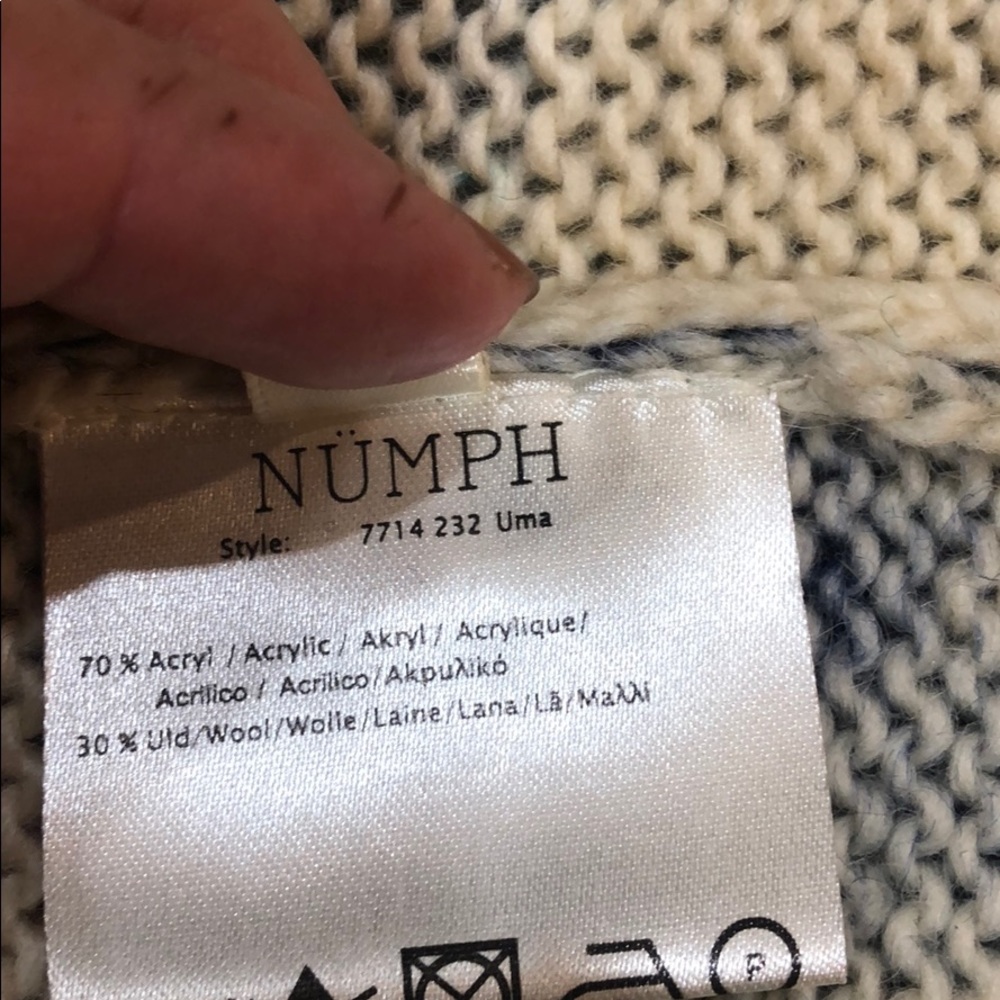 NÜMPH
Style: 7714 232 Uma
70 % Acryl / Acrylic / Akryl / Acrylique/
Acrilico / Acrílico/Ακρυλικό
30 % Uld/Wool/Wolle/Laine/Lana/Lã/Μαλλί
P